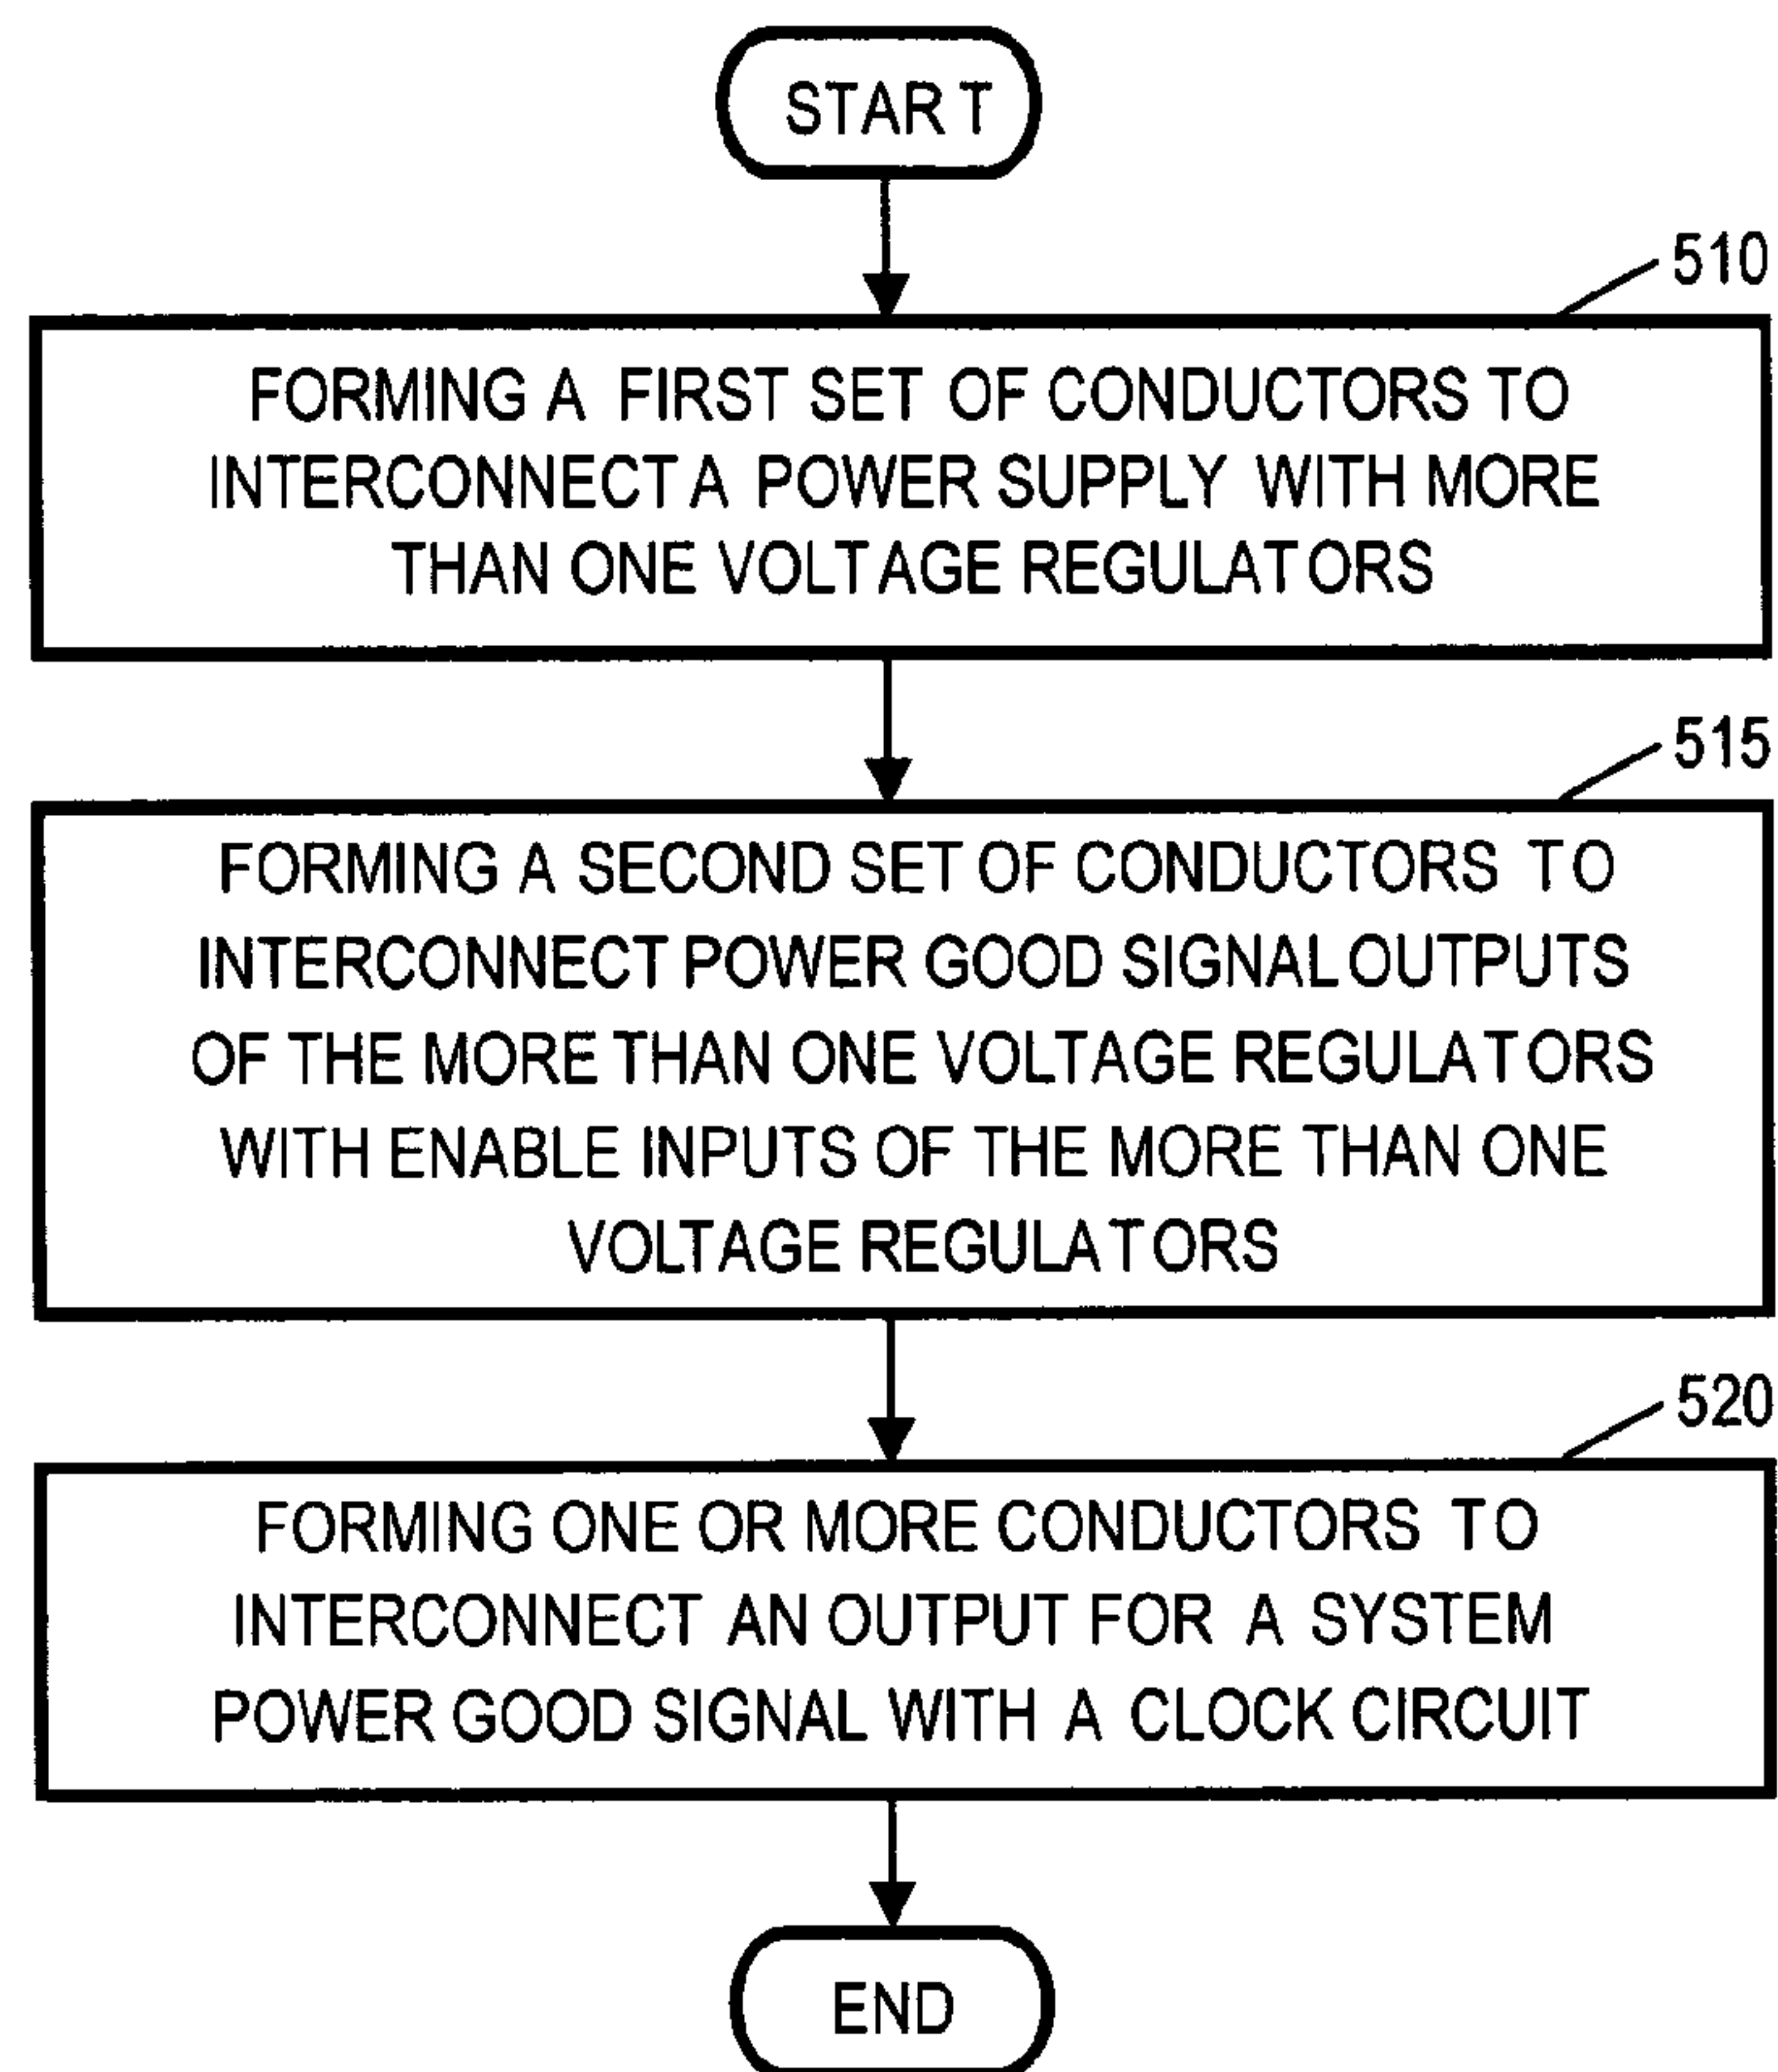 START
510
FORMING A FIRST SET OF CONDUCTORS TO
INTERCONNECT A POWER SUPPLY WITH MORE
THAN ONE VOLTAGE REGULATORS
515
FORMING A SECOND SET OF CONDUCTORS TO
INTERCONNECT POWER GOOD SIGNAL OUTPUTS
OF THE MORE THAN ONE VOLTAGE REGULATORS
WITH ENABLE INPUTS OF THE MORE THAN ONE
VOLTAGE REGULATORS
520
FORMING ONE OR MORE CONDUCTORS TO
INTERCONNECT AN OUTPUT FOR A SYSTEM
POWER GOOD SIGNAL WITH A CLOCK CIRCUIT
END